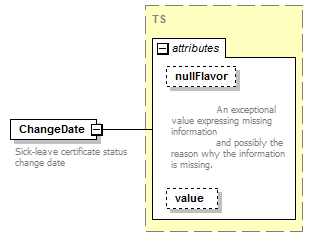 TS
attributes
nullFlavor
An exceptional
value expressing missing
information
and possibly the
reason why the information
is missing.
ChangeDate
Sick-leave certificate status
change date
value